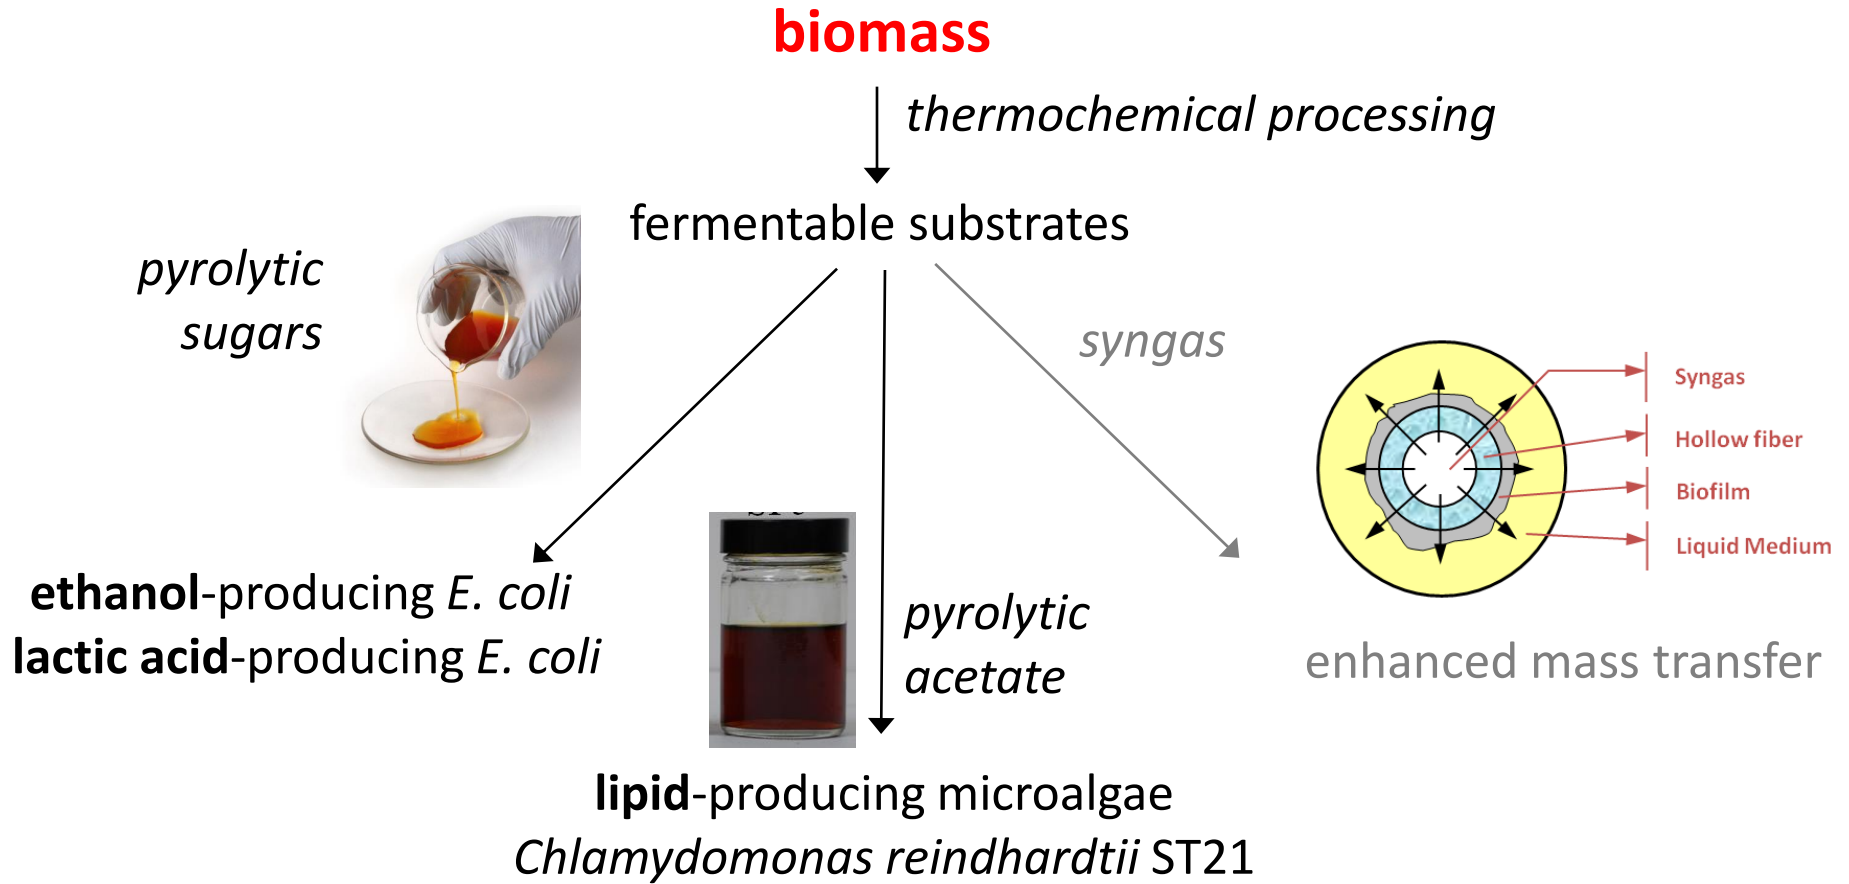 biomass
thermochemical processing
fermentable substrates
pyrolytic
sugars
syngas
Syngas
Hollow fiber
Biofilm
Liquid Medium
enhanced mass transfer
ethanol-producing E. coli
lactic acid-producing E. coli
pyrolytic
acetate
lipid-producing microalgae
Chlamydomonas reindhardtii ST21